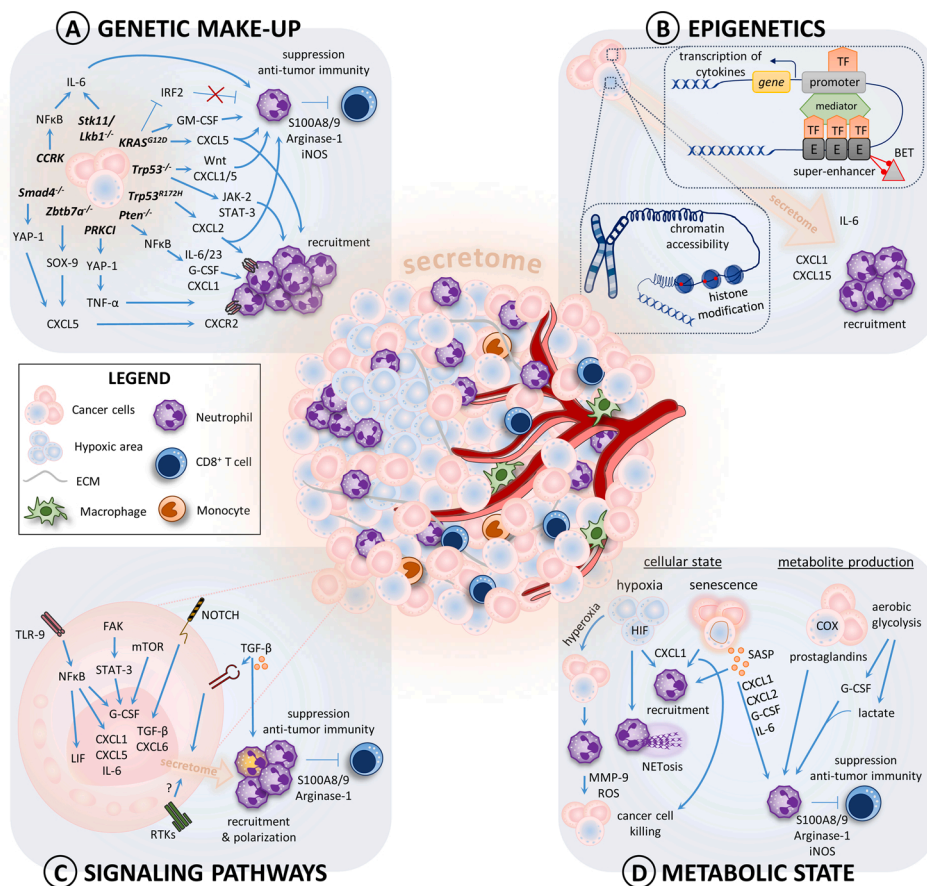 A GENETIC MAKE-UP
suppression
anti-tumor immunity
IL-6
IRF2
NFκB
Stk11/
Lkb1-/-
GM-CSF
KRASG12D
CXCL5
S100A8/9
Arginase-1
iNOS
CCRK
Trp53-/-
Wnt
CXCL1/5
Smad4-/-
Trp53R172H
JAK-2
STAT-3
Zbtb7a-/-
Pten-/-
PRKCI
CXCL2
YAP-1
NFκB
recruitment
SOX-9
YAP-1
IL-6/23
G-CSF
CXCL1
TNF-α
CXCL5
CXCR2
B EPIGENETICS
transcription of
cytokines
TF
gene
promoter
mediator
TF TF TF
E E E
BET
super-enhancer
secretome
IL-6
chromatin
accessibility
CXCL1
CXCL15
histone
modification
recruitment
secretome
LEGEND
Cancer cells
Neutrophil
Hypoxic area
CD8+ T cell
ECM
Macrophage
Monocyte
TLR-9
FAK
NOTCH
mTOR
TGF-β
NFκB
STAT-3
G-CSF
CXCL1
CXCL5
IL-6
TGF-β
CXCL6
LIF
secretome
suppression
anti-tumor immunity
S100A8/9
Arginase-1
?
RTKs
recruitment
& polarization
C SIGNALING PATHWAYS
cellular state
metabolite production
hypoxia
senescence
hyperoxia
HIF
COX
aerobic
glycolysis
CXCL1
SASP
prostaglandins
recruitment
CXCL1
CXCL2
G-CSF
IL-6
G-CSF
lactate
NETosis
MMP-9
ROS
cancer cell
killing
suppression
anti-tumor immunity
S100A8/9
Arginase-1
iNOS
D METABOLIC STATE